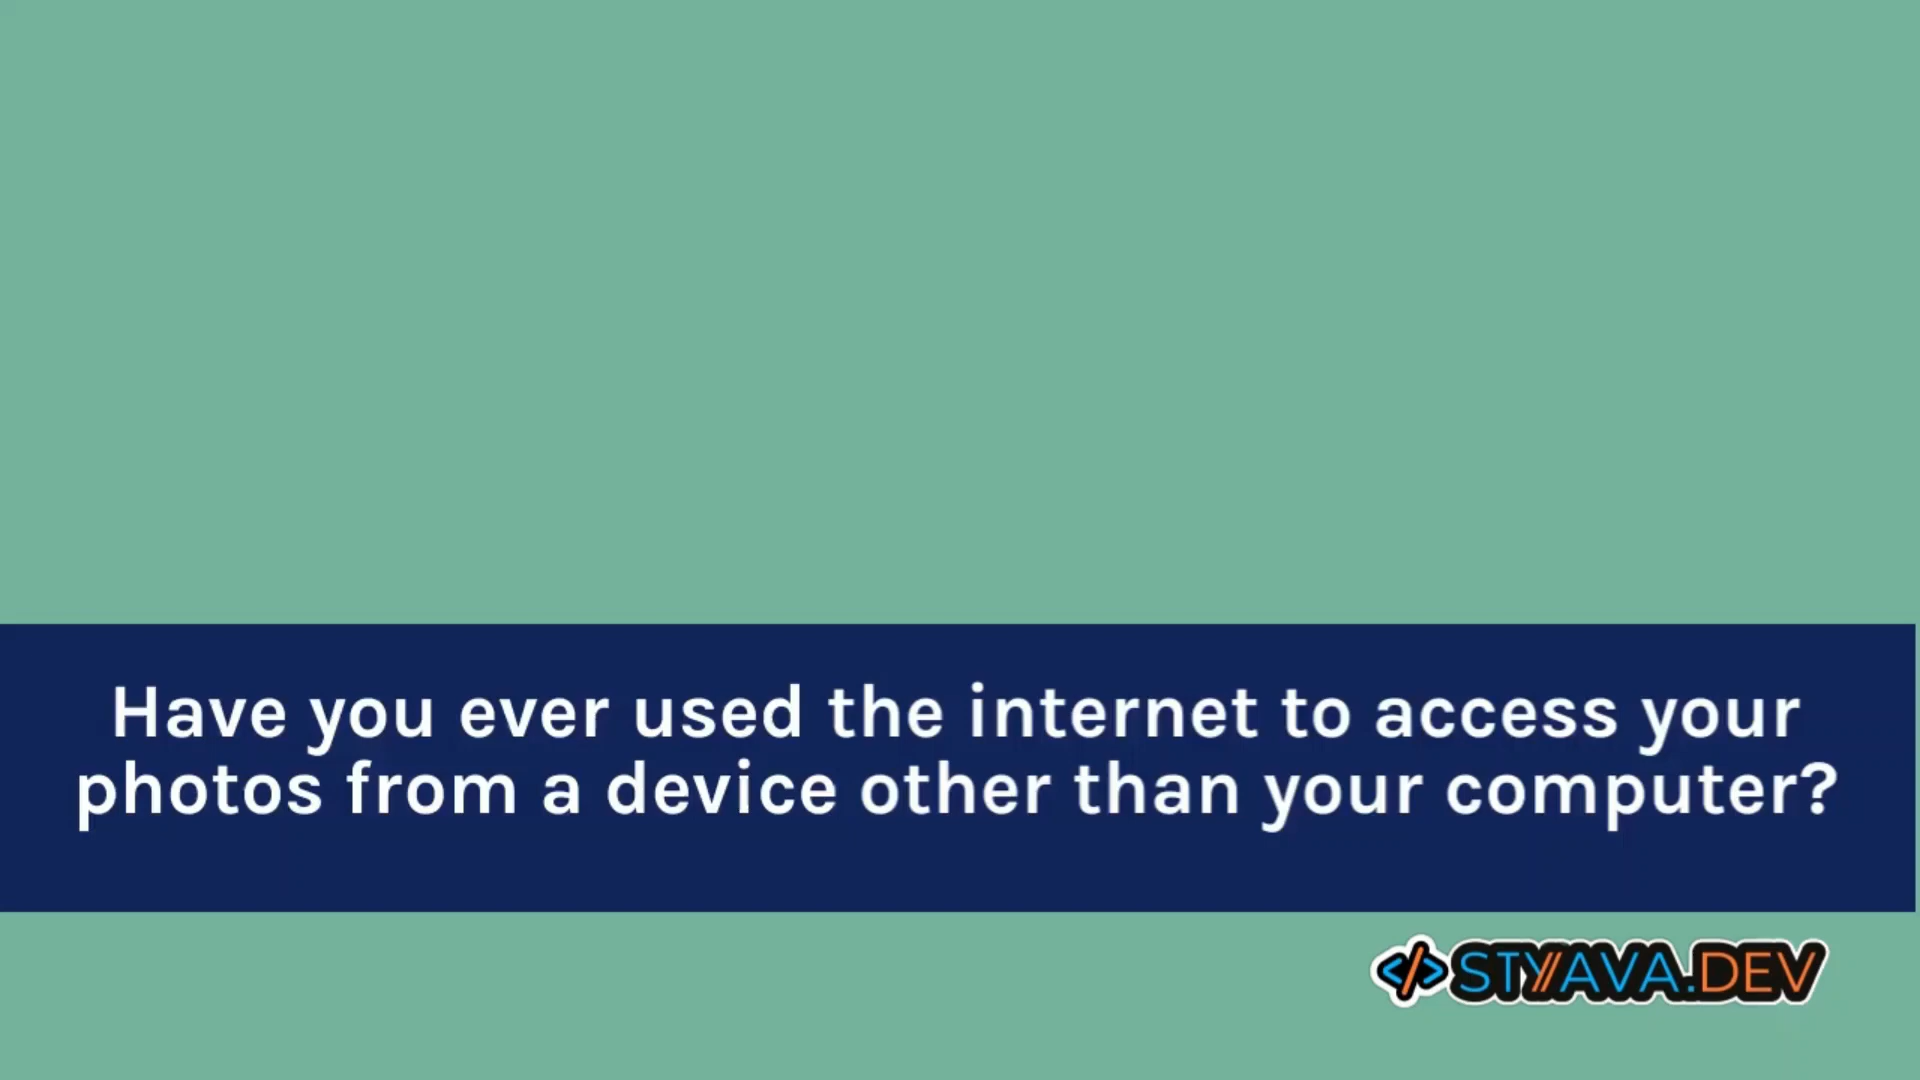 Have you ever used the internet to access your
photos from a device other than your computer?
</> STYAVA.DEV